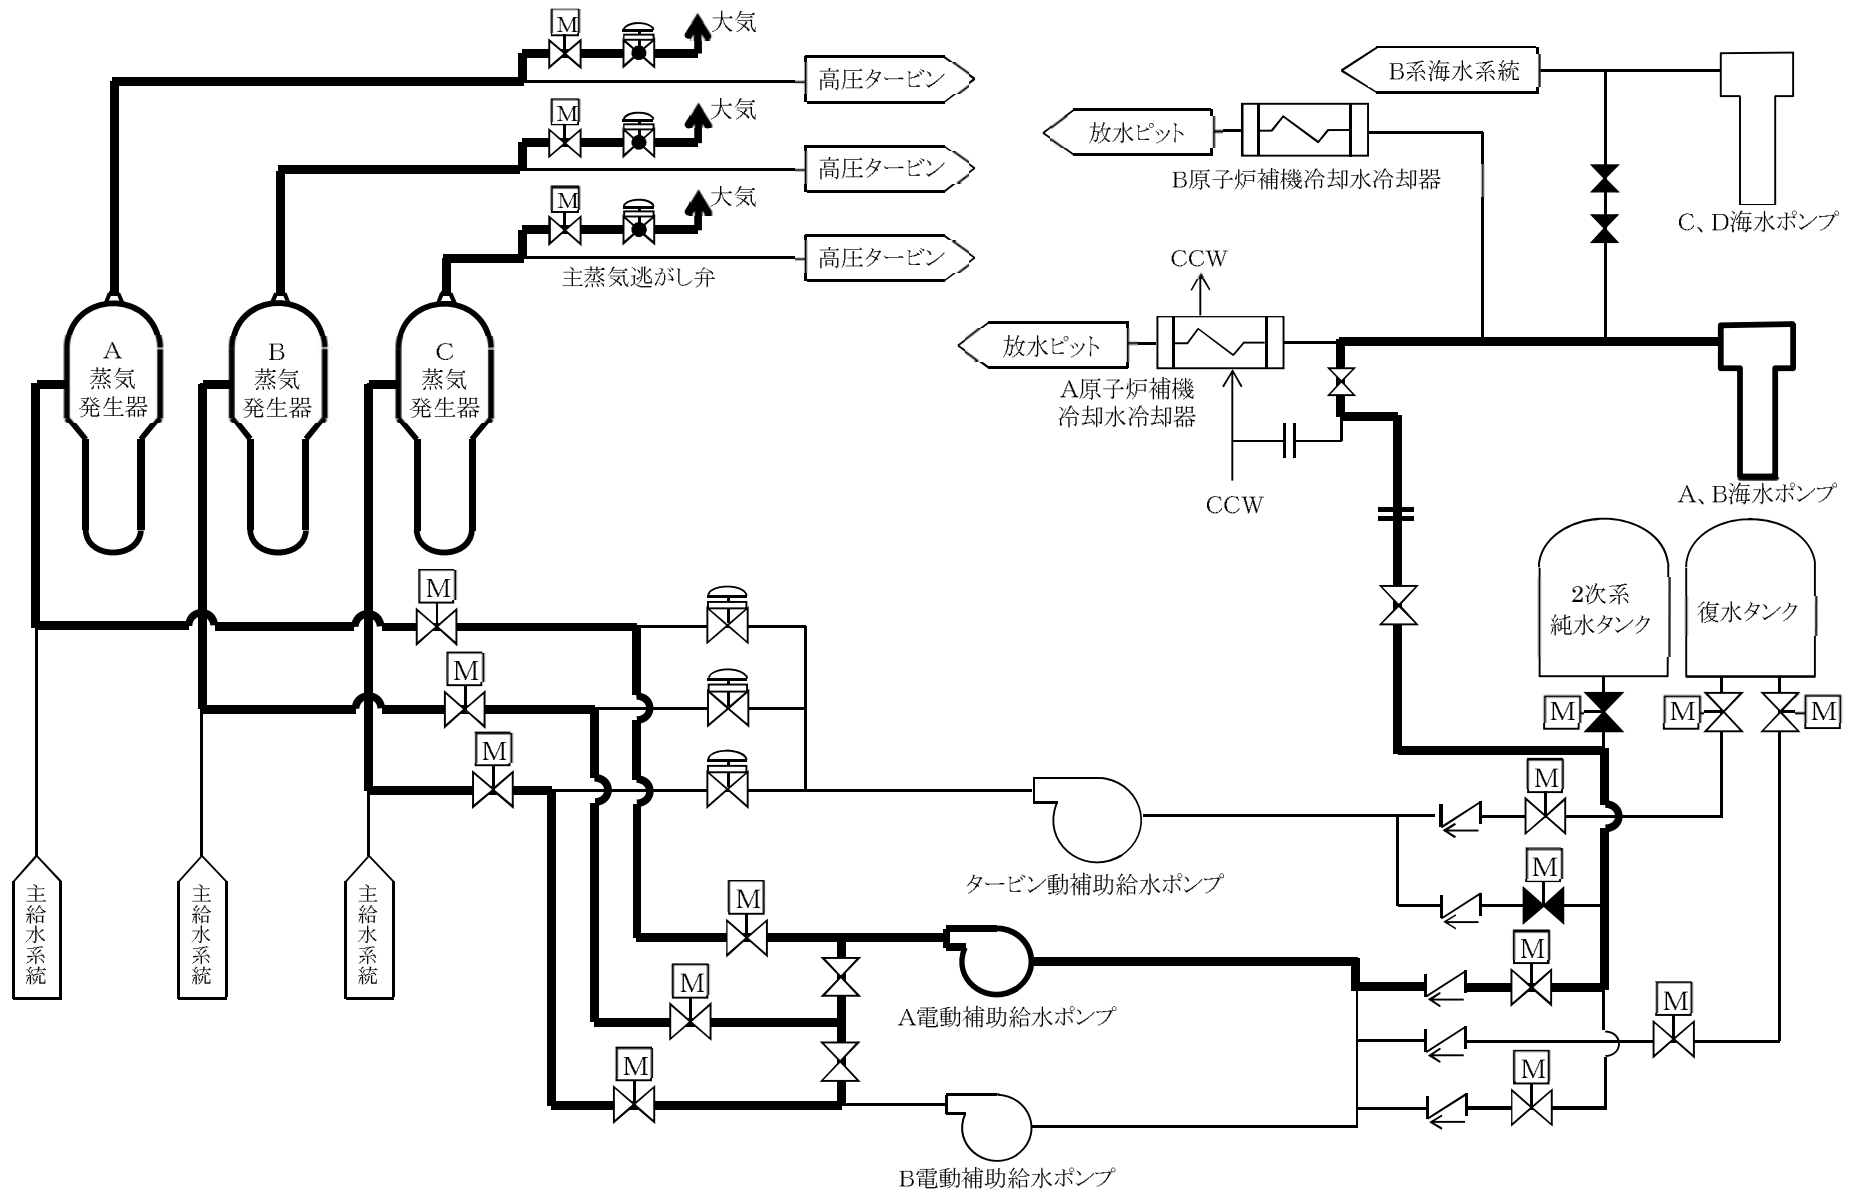 M
大気
高圧タービン
M
大気
高圧タービン
M
大気
高圧タービン
主蒸気逃がし弁
B系海水系統
放水ピット
B原子炉補機冷却水冷却器
C、D海水ポンプ
CCW
放水ピット
A原子炉補機
冷却水冷却器
CCW
A、B海水ポンプ
A
蒸気
発生器
B
蒸気
発生器
C
蒸気
発生器
2次系
純水タンク
復水タンク
M
M
M
M
M
M
M
M
M
タービン動補助給水ポンプ
主給水系統
主給水系統
主給水系統
M
M
M
M
A電動補助給水ポンプ
M
M
M
B電動補助給水ポンプ